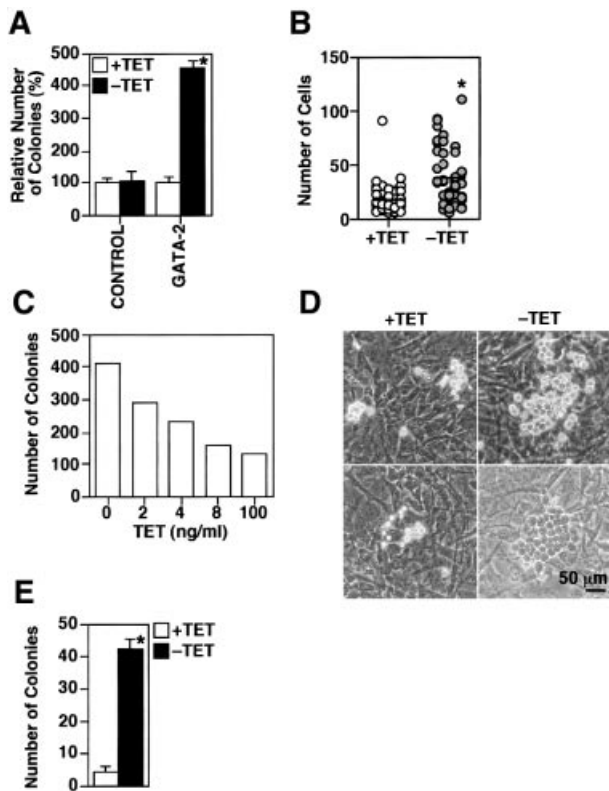 A
Relative Number
of Colonies (%)
500
400
300
200
100
0
+TET
–TET
*
CONTROL
GATA-2
B
Number of Cells
150
100
50
0
*
+TET –TET
C
Number of Colonies
500
400
300
200
100
0 2 4 8 100
TET (ng/ml)
D
+TET –TET
50 μm
E
Number of Colonies
50
40
30
20
10
0
*
+TET
–TET